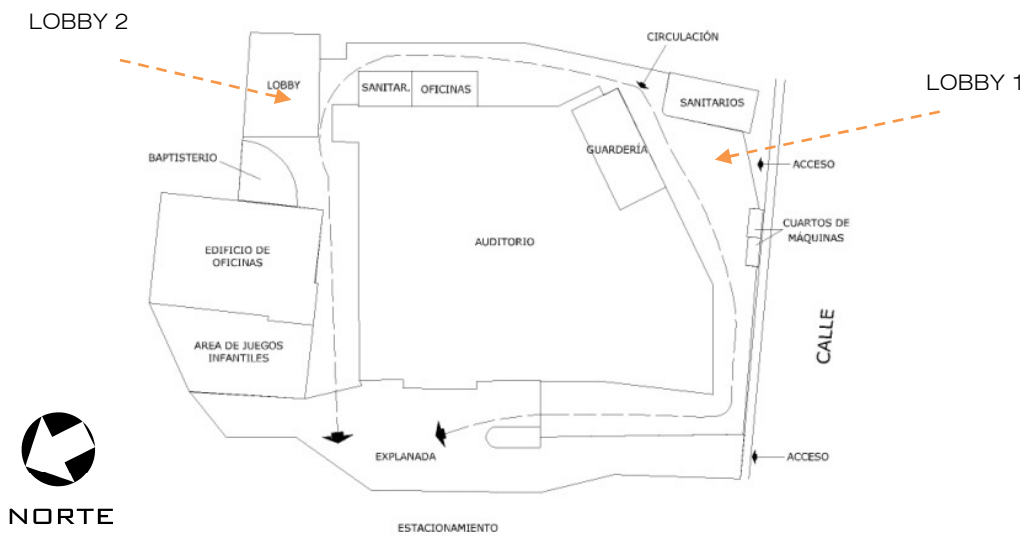 LOBBY 2
CIRCULACIÓN
LOBBY 1
LOBBY
SANITAR.
OFICINAS
SANITARIOS
GUARDERÍA
BAPTISTERIO
ACCESO
CUARTOS DE
MÁQUINAS
AUDITORIO
EDIFICIO DE
OFICINAS
CALLE
AREA DE JUEGOS
INFANTILES
EXPLANADA
ACCESO
NORTE
ESTACIONAMIENTO